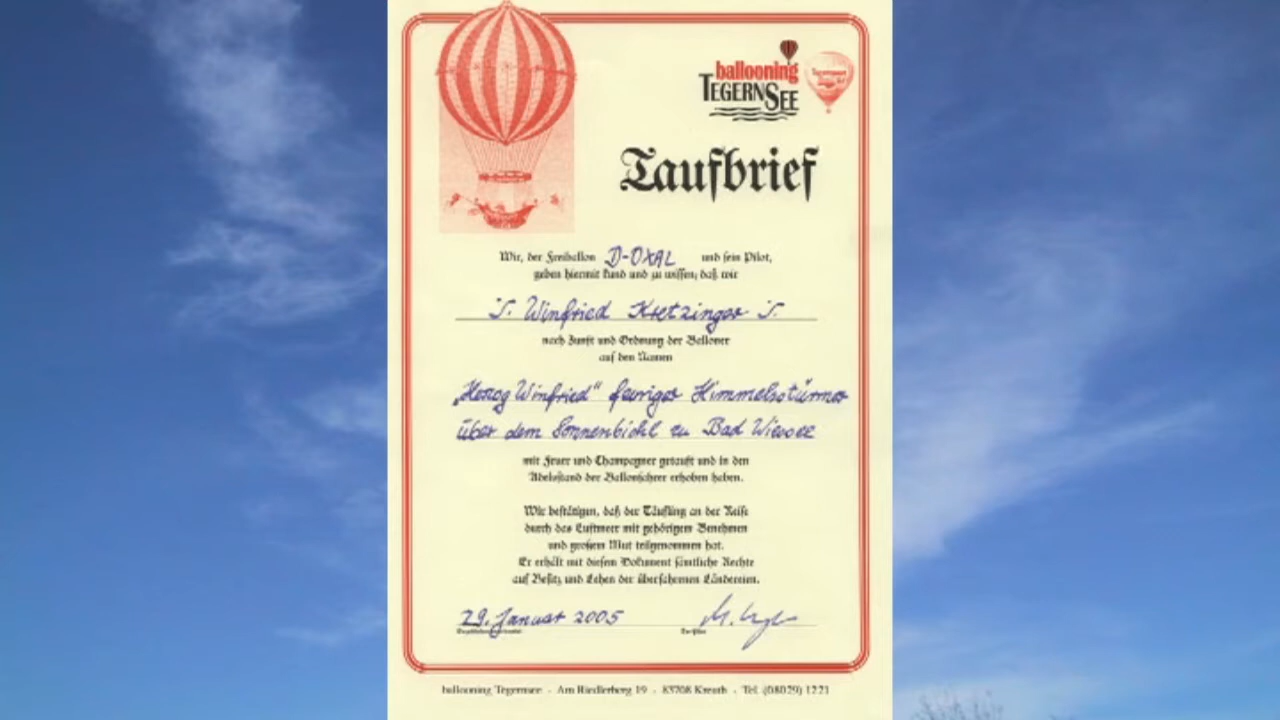 ballooning
TEGERNSEE
Taufbrief
Wir, der Freiballon D-OXAL und sein Pilot,
geben hiermit kund und zu wissen, daß wir
Winfried Kretzinger
nach Zunft und Ordnung der Balloner
auf den Namen
„Herzog Winfried“ feuriger Himmelsstürmer
über dem Sonnenbichl zu Bad Wiessee
mit Feuer und Champagner getauft und in den
Adelsstand der Ballonfahrer erhoben haben.
Wir bestätigen, daß der Täufling an der Reise
durch das Luftmeer mit gehörigem Benehmen
und großem Mut teilgenommen hat.
Er erhält mit diesem Dokument sämtliche Rechte
auf Besitz und Lehen der überfahrenen Ländereien.
29. Januar 2005
Der Pilot
ballooning Tegernsee - Am Riedlerberg 19 - 83708 Kreuth - Tel. (08029) 1221